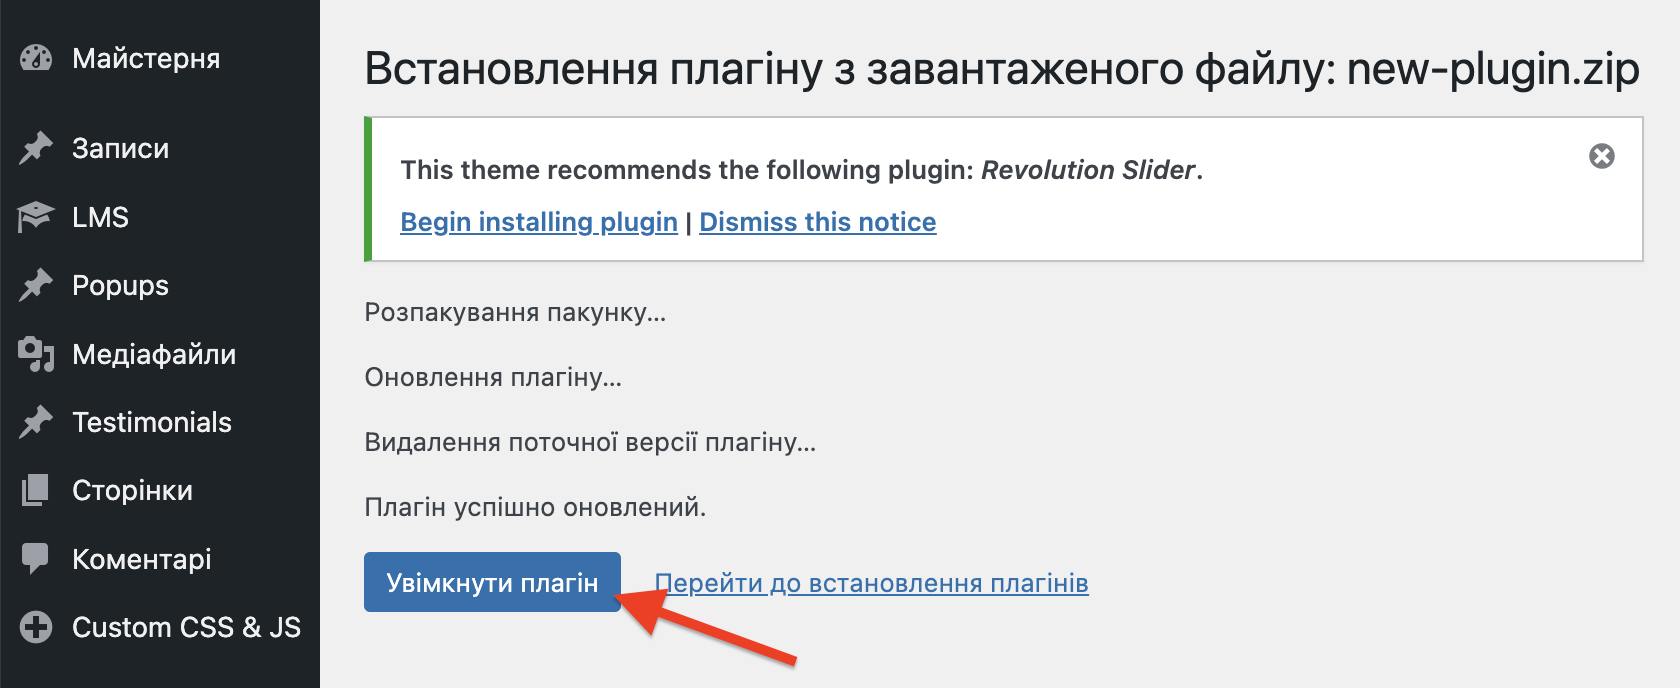 Майстерня
Записи
LMS
Popups
Медіафайли
Testimonials
Сторінки
Коментарі
Custom CSS & JS
Встановлення плагіну з завантаженого файлу: new-plugin.zip
This theme recommends the following plugin: Revolution Slider.
Begin installing plugin | Dismiss this notice
Розпакування пакунку...
Оновлення плагіну...
Видалення поточної версії плагіну...
Плагін успішно оновлений.
Увімкнути плагін Перейти до встановлення плагінів